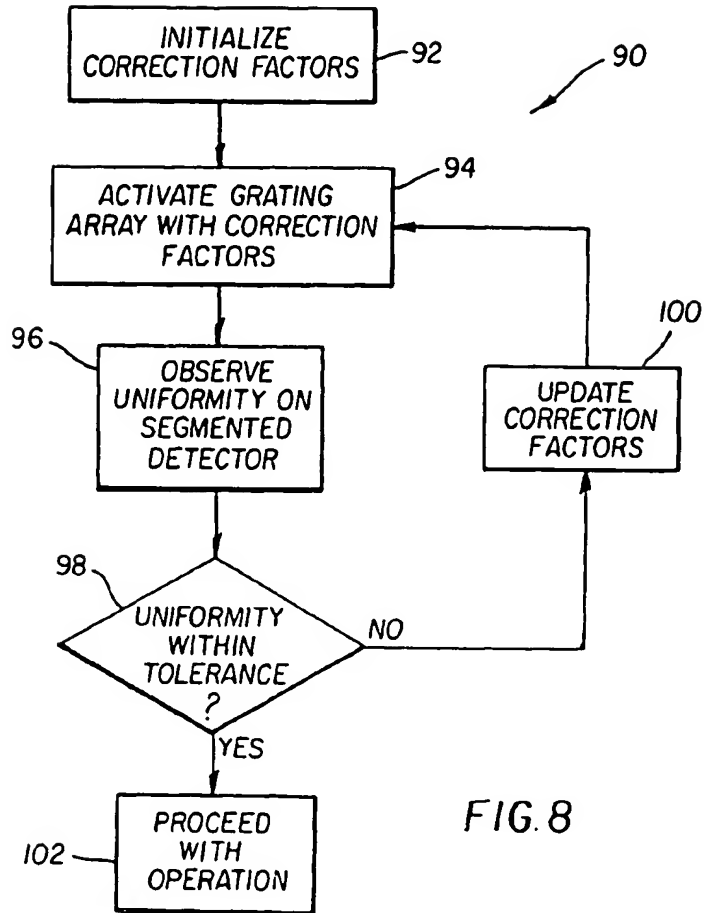 INITIALIZE
CORRECTION FACTORS
92
90
94
ACTIVATE GRATING
ARRAY WITH CORRECTION
FACTORS
96
OBSERVE
UNIFORMITY ON
SEGMENTED
DETECTOR
100
UPDATE
CORRECTION
FACTORS
98
UNIFORMITY
WITHIN
TOLERANCE
?
NO
YES
102
PROCEED
WITH
OPERATION
FIG. 8